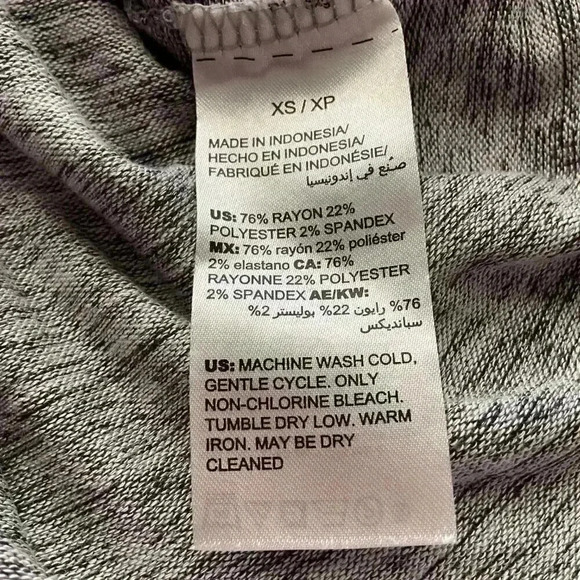 XS / XP
MADE IN INDONESIA/
HECHO EN INDONESIA/
FABRIQUÉ EN INDONÉSIE/
صنع في إندونيسيا
US: 76% RAYON 22%
POLYESTER 2% SPANDEX
MX: 76% rayón 22% poliéster
2% elastano CA: 76%
RAYONNE 22% POLYESTER
2% SPANDEX AE/KW:
76% رايون 22% بوليستر 2%
سبانديكس
US: MACHINE WASH COLD,
GENTLE CYCLE. ONLY
NON-CHLORINE BLEACH.
TUMBLE DRY LOW. WARM
IRON. MAY BE DRY
CLEANED